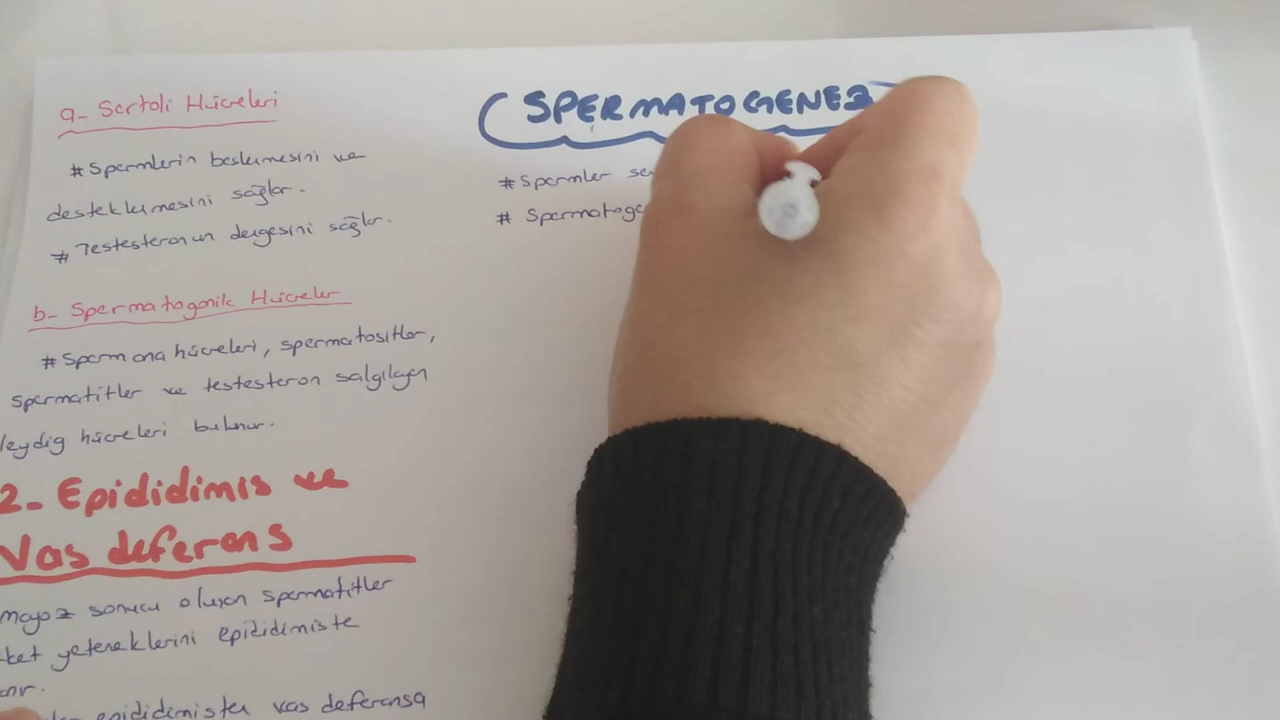 a- Sertoli Hücreleri
#Spermlerin beslenmesini ve
desteklenmesini sağlar.
# Testesteronun dengesini sağlar.
b- Spermatogonik Hücreler
#Sperm ana hücreleri, spermatositler,
spermatitler ve testesteron salgılayan
leydig hücreleri bulunur.
2- Epididimis ve
Vas deferens
mayoz sonucu oluşan spermatitler
yeteneklerini epididimiste
epididimisten vas deferensa
SPERMATOGENEZ
#Spermler
#